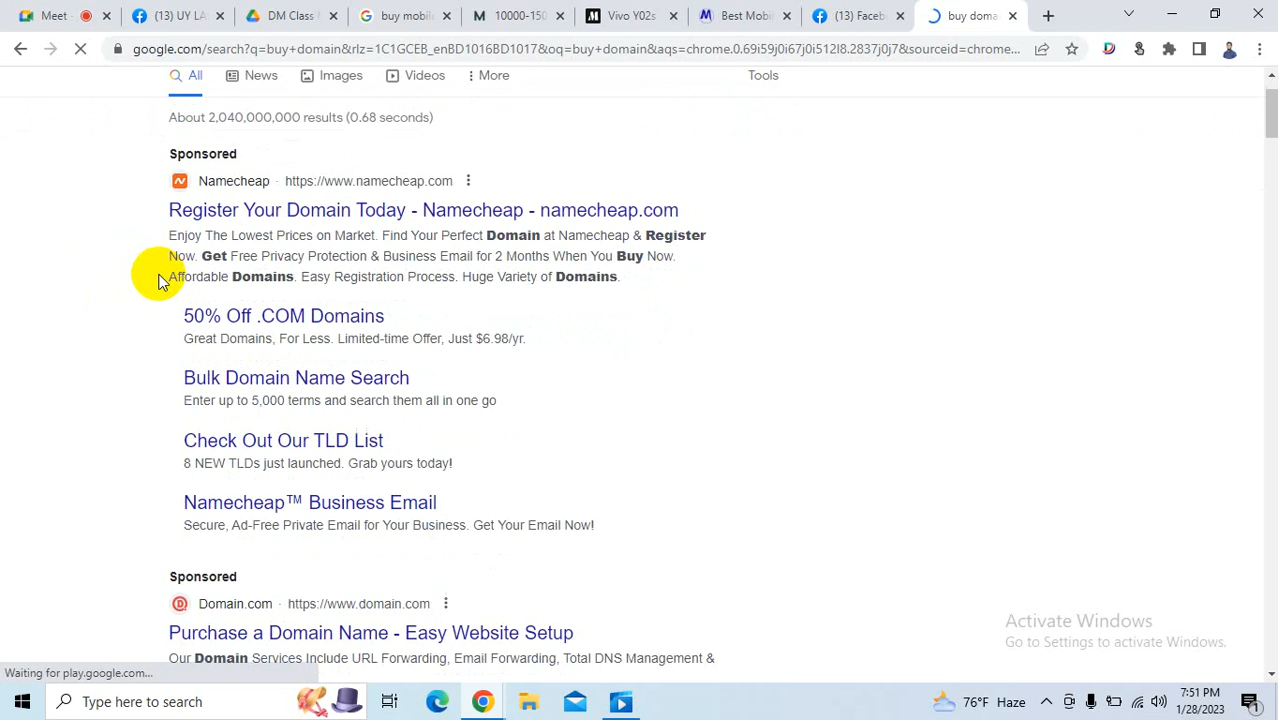 Meet -
(13) UY LA
DM Class
buy mobil
10000-150
Vivo Y02s
Best Mobi
(13) Faceb
buy doma
google.com/search?q=buy+domain&rlz=1C1GCEB_enBD1016BD1017&oq=buy+domain&aqs=chrome.0.69i59j0i67j0i512l8.2837j0j7&sourceid=chrome...
All
News
Images
Videos
More
Tools
About 2,040,000,000 results (0.68 seconds)
Sponsored
Namecheap · https://www.namecheap.com
Register Your Domain Today - Namecheap - namecheap.com
Enjoy The Lowest Prices on Market. Find Your Perfect Domain at Namecheap & Register
Now. Get Free Privacy Protection & Business Email for 2 Months When You Buy Now.
Affordable Domains. Easy Registration Process. Huge Variety of Domains.
50% Off .COM Domains
Great Domains, For Less. Limited-time Offer, Just $6.98/yr.
Bulk Domain Name Search
Enter up to 5,000 terms and search them all in one go
Check Out Our TLD List
8 NEW TLDs just launched. Grab yours today!
Namecheap™ Business Email
Secure, Ad-Free Private Email for Your Business. Get Your Email Now!
Sponsored
Domain.com · https://www.domain.com
Purchase a Domain Name - Easy Website Setup
Our Domain Services Include URL Forwarding, Email Forwarding, Total DNS Management &
Activate Windows
Go to Settings to activate Windows.
Waiting for play.google.com...
Type here to search
76°F Haze
7:51 PM
1/28/2023